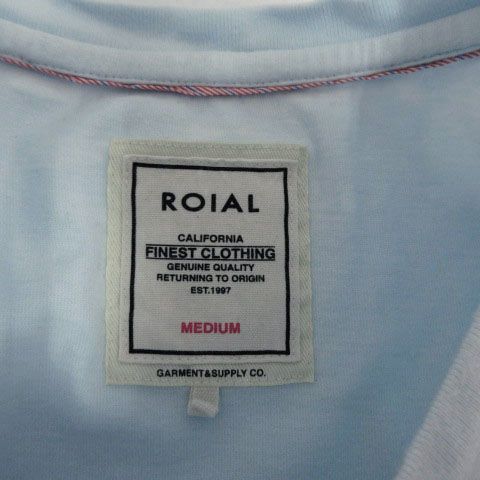 ROIAL
CALIFORNIA
FINEST CLOTHING
GENUINE QUALITY
RETURNING TO ORIGIN
EST.1997
MEDIUM
GARMENT&SUPPLY CO.